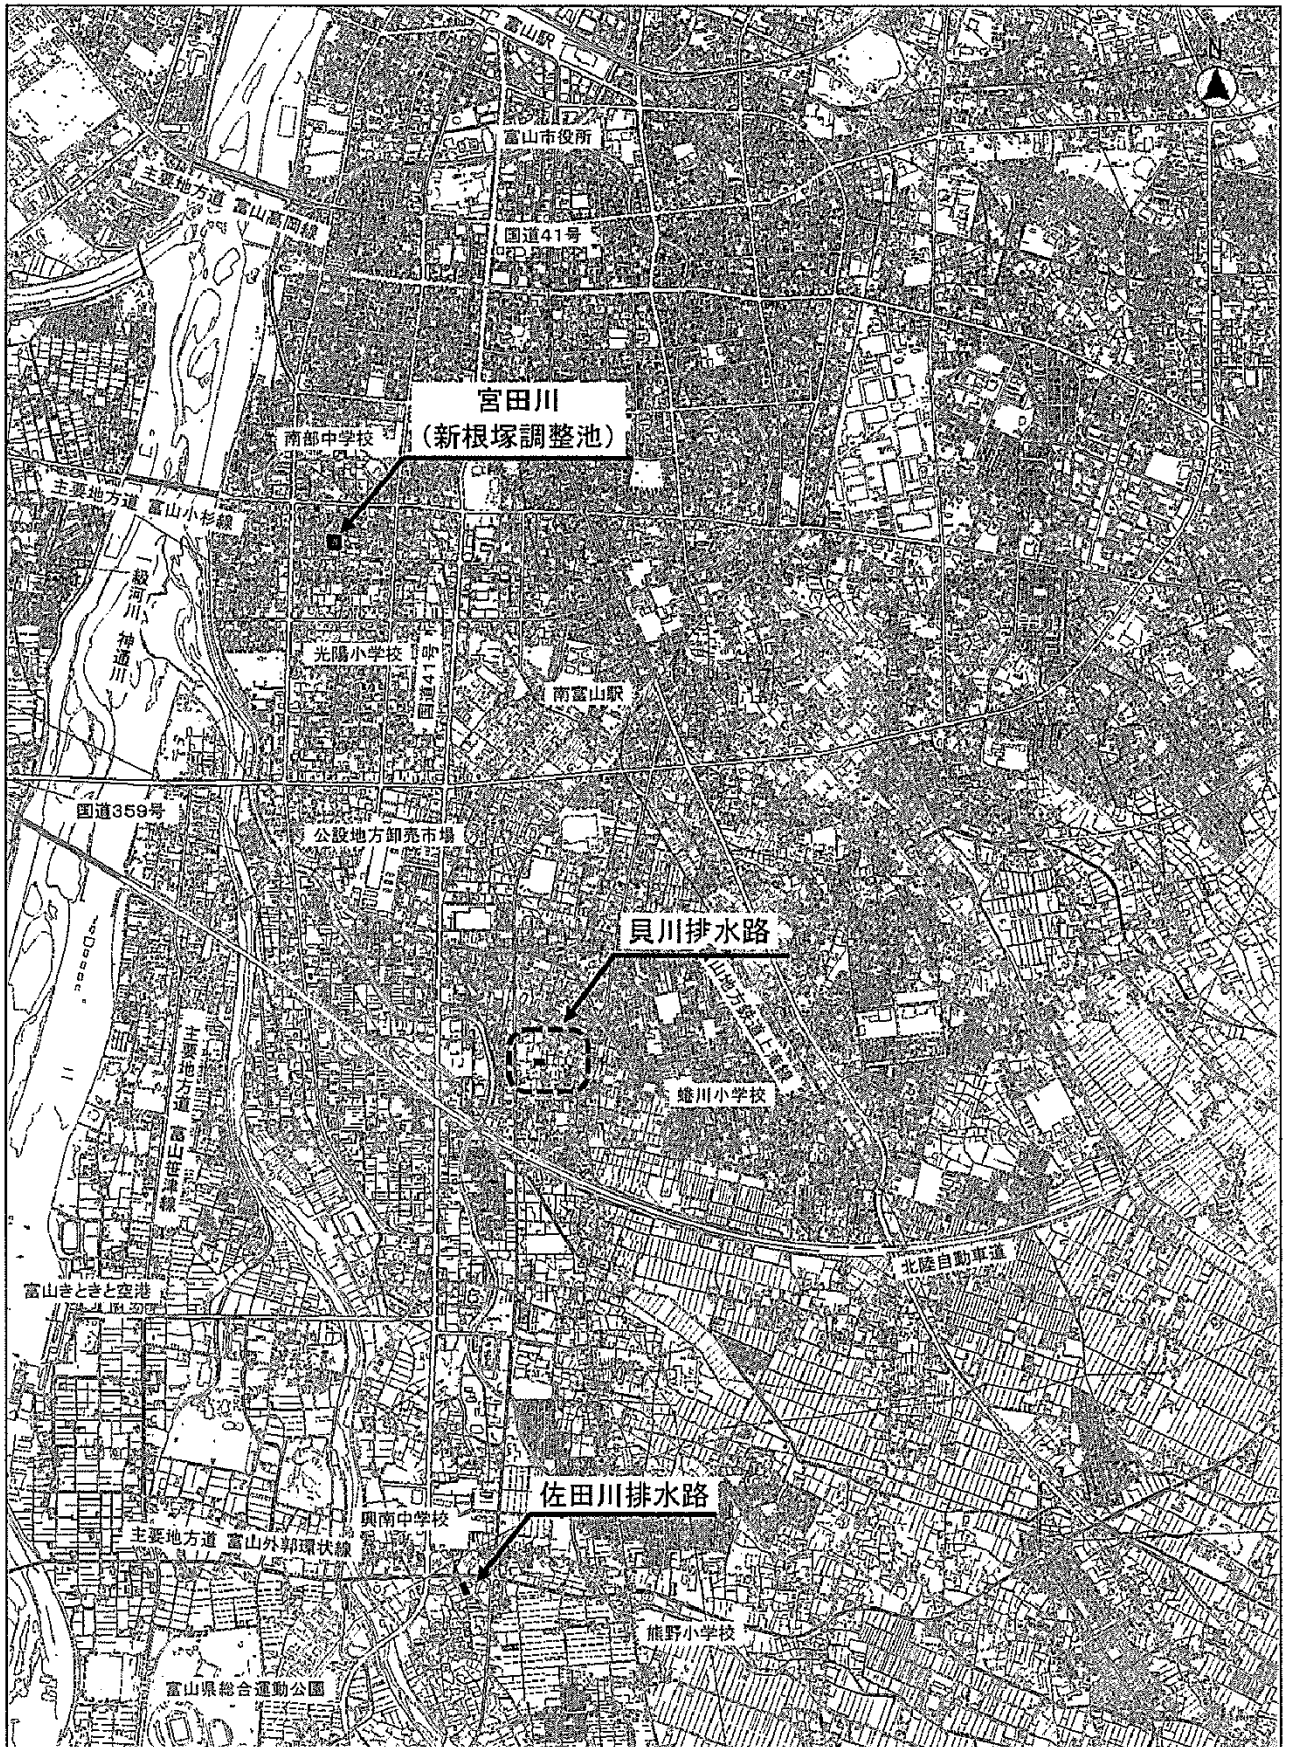 富山駅
N
富山市役所
主要地方道 富山高岡線
国道41号
宮田川
(新根塚調整池)
南部中学校
主要地方道 富山小杉線
一級河川 神通川
光陽小学校
国道41号
南富山駅
国道359号
公設地方卸売市場
貝川排水路
山地方鉄道上滝線
主要地方道 富山笹津線
蜷川小学校
北陸自動車道
富山きときと空港
佐田川排水路
興南中学校
主要地方道 富山外郭環状線
熊野小学校
富山県総合運動公園